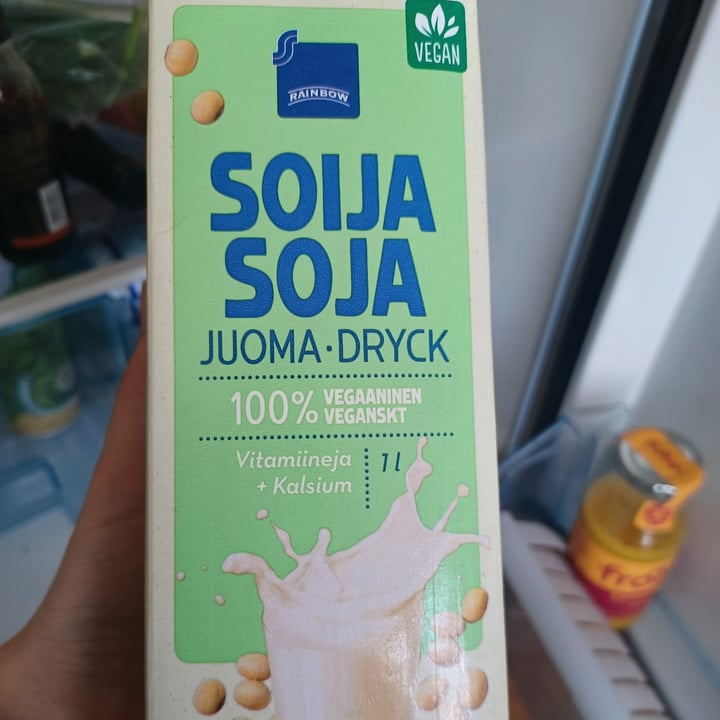 VEGAN
RAINBOW
SOIJA
SOJA
JUOMA·DRYCK
100% VEGAANINEN
VEGANSKT
Vitamiineja
+ Kalsium
1 l